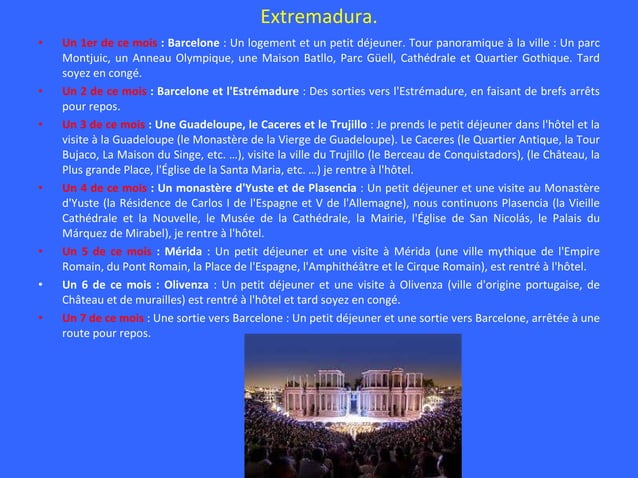 Extremadura.
• Un 1er de ce mois : Barcelone : Un logement et un petit déjeuner. Tour panoramique à la ville : Un parc
Montjuic, un Anneau Olympique, une Maison Batllo, Parc Güell, Cathédrale et Quartier Gothique. Tard
soyez en congé.
• Un 2 de ce mois : Barcelone et l'Estrémadure : Des sorties vers l'Estrémadure, en faisant de brefs arrêts
pour repos.
• Un 3 de ce mois : Une Guadeloupe, le Caceres et le Trujillo : Je prends le petit déjeuner dans l'hôtel et la
visite à la Guadeloupe (le Monastère de la Vierge de Guadeloupe). Le Caceres (le Quartier Antique, la Tour
Bujaco, La Maison du Singe, etc. …), visite la ville du Trujillo (le Berceau de Conquistadors), (le Château, la
Plus grande Place, l'Église de la Santa Maria, etc. …) je rentre à l'hôtel.
• Un 4 de ce mois : Un monastère d'Yuste et de Plasencia : Un petit déjeuner et une visite au Monastère
d'Yuste (la Résidence de Carlos I de l'Espagne et V de l'Allemagne), nous continuons Plasencia (la Vieille
Cathédrale et la Nouvelle, le Musée de la Cathédrale, la Mairie, l'Église de San Nicolás, le Palais du
Márquez de Mirabel), je rentre à l'hôtel.
• Un 5 de ce mois : Mérida : Un petit déjeuner et une visite à Mérida (une ville mythique de l'Empire
Romain, du Pont Romain, la Place de l'Espagne, l'Amphithéâtre et le Cirque Romain), est rentré à l'hôtel.
• Un 6 de ce mois : Olivenza : Un petit déjeuner et une visite à Olivenza (ville d'origine portugaise, de
Château et de murailles) est rentré à l'hôtel et tard soyez en congé.
• Un 7 de ce mois : Une sortie vers Barcelone : Un petit déjeuner et une sortie vers Barcelone, arrêtée à une
route pour repos.